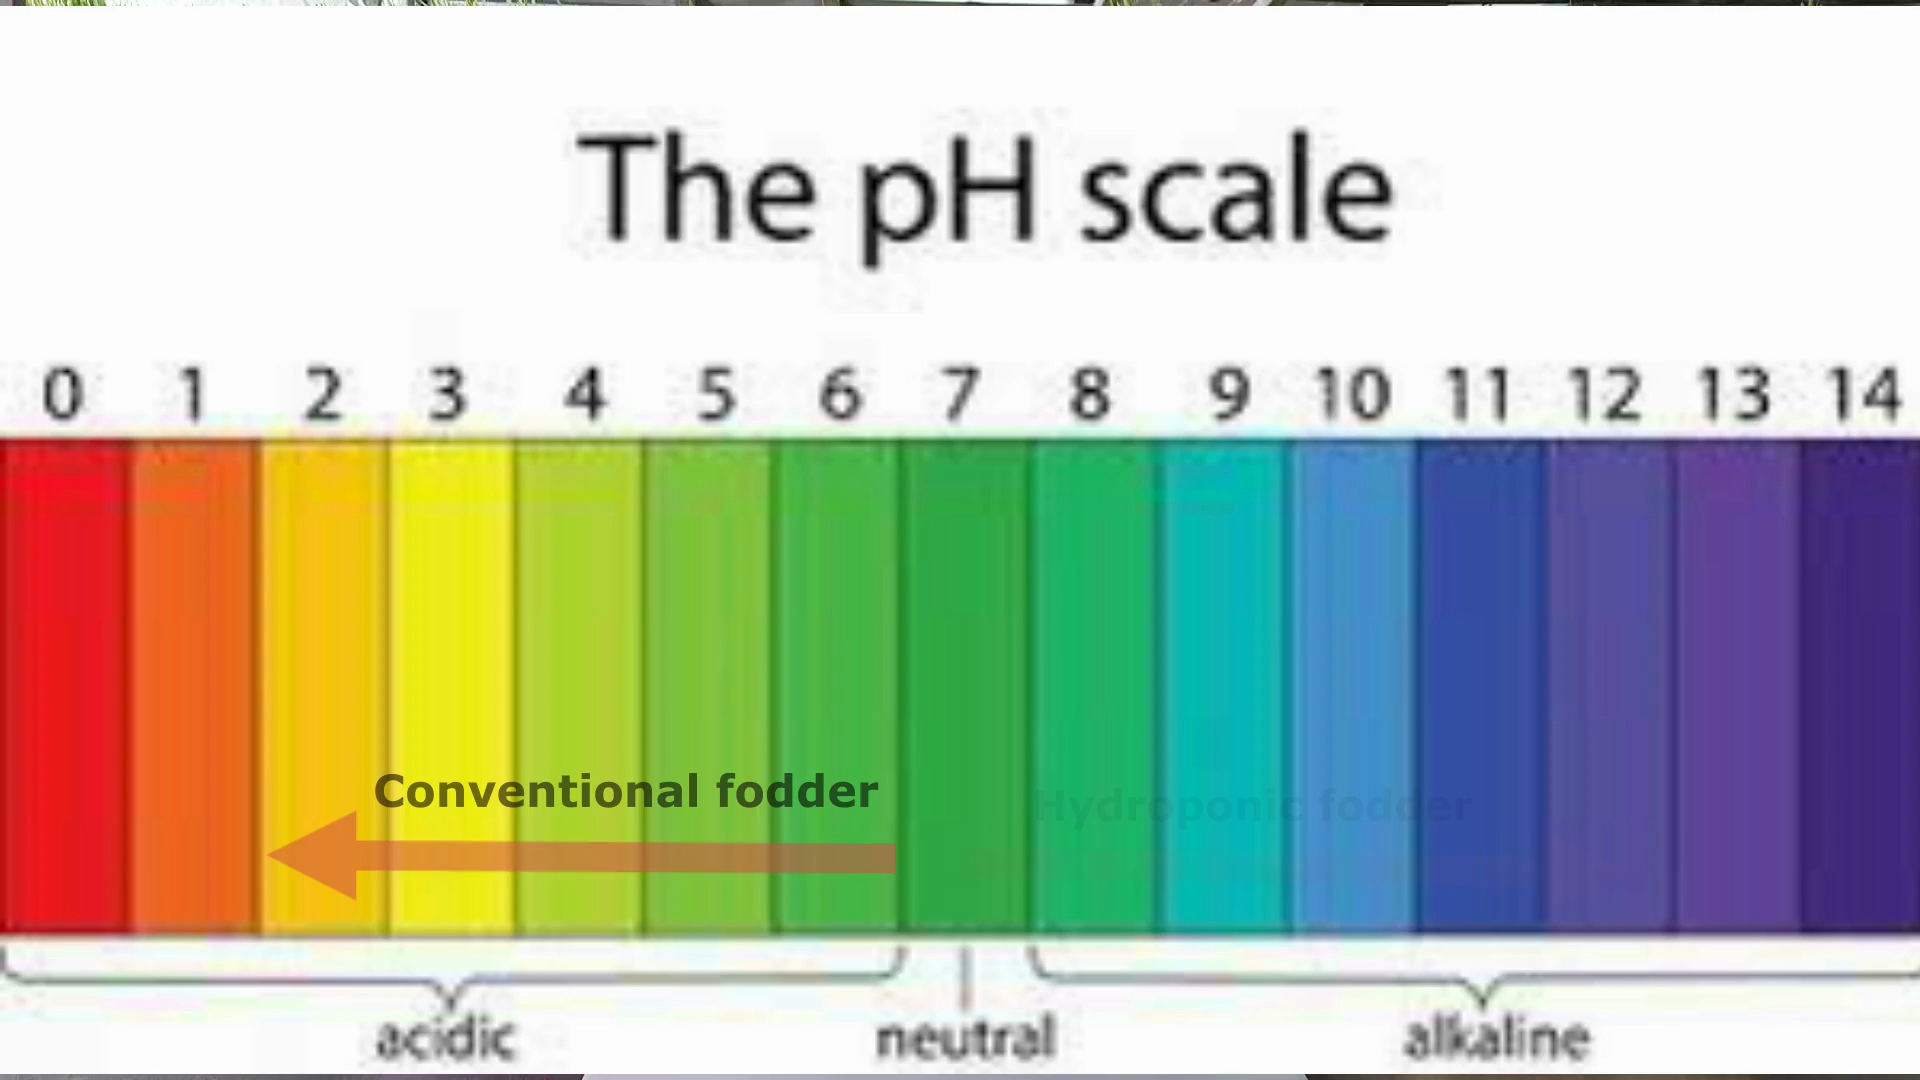 The pH scale
0 1 2 3 4 5 6 7 8 9 10 11 12 13 14
Conventional fodder
Hydroponic fodder
acidic neutral alkaline